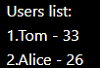 Users list:
1.Tom - 33
2.Alice - 26